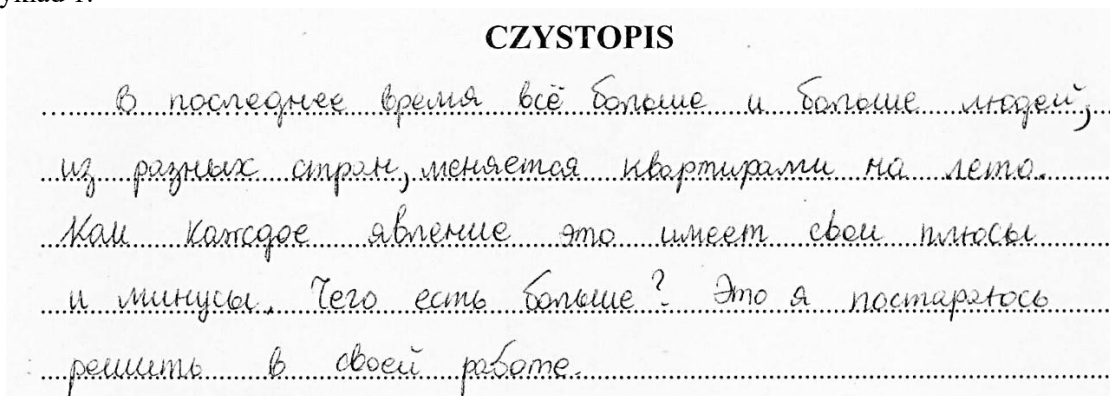 CZYSTOPIS
В последнее время всё больше и больше людей,
из разных стран, меняется квартирами на лето.
Как каждое явление это имеет свои плюсы
и минусы. Чего есть больше? Это я постараюсь
решить в своей работе.